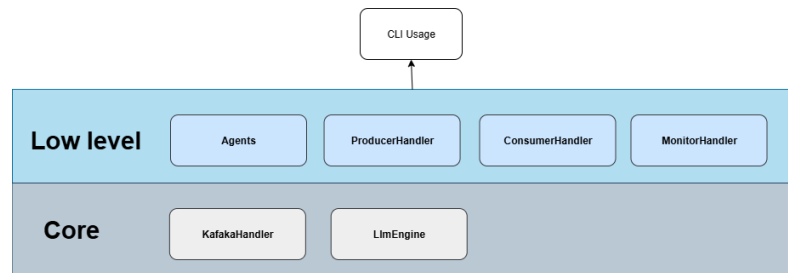 CLI Usage
Low level
Agents
ProducerHandler
ConsumerHandler
MonitorHandler
Core
KafakaHandler
LlmEngine